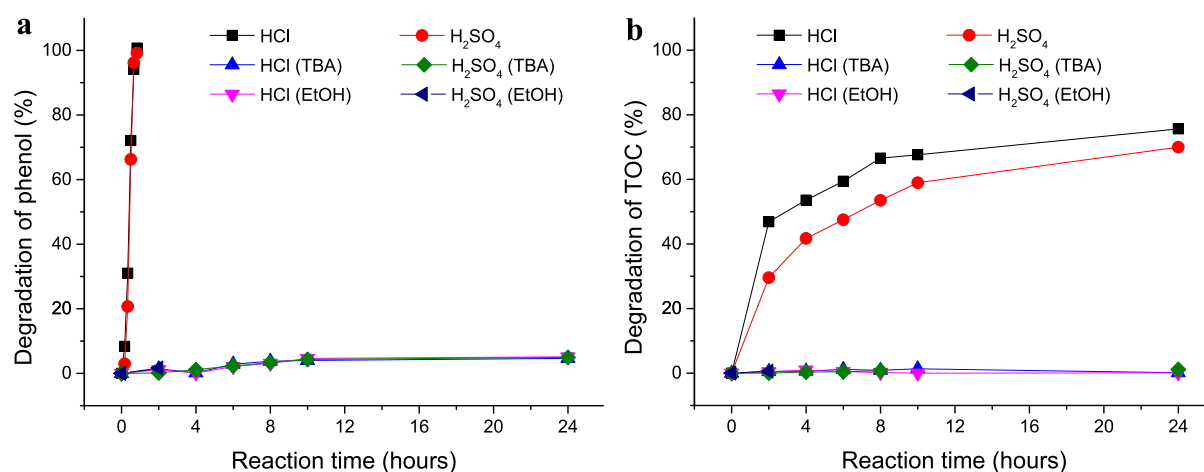 a
HCl
H₂SO₄
HCl (TBA)
H₂SO₄ (TBA)
HCl (EtOH)
H₂SO₄ (EtOH)
Degradation of phenol (%)
100
80
60
40
20
0
0 4 8 12 16 20 24
Reaction time (hours)
b
HCl
H₂SO₄
HCl (TBA)
H₂SO₄ (TBA)
HCl (EtOH)
H₂SO₄ (EtOH)
Degradation of TOC (%)
100
80
60
40
20
0
0 4 8 12 16 20 24
Reaction time (hours)